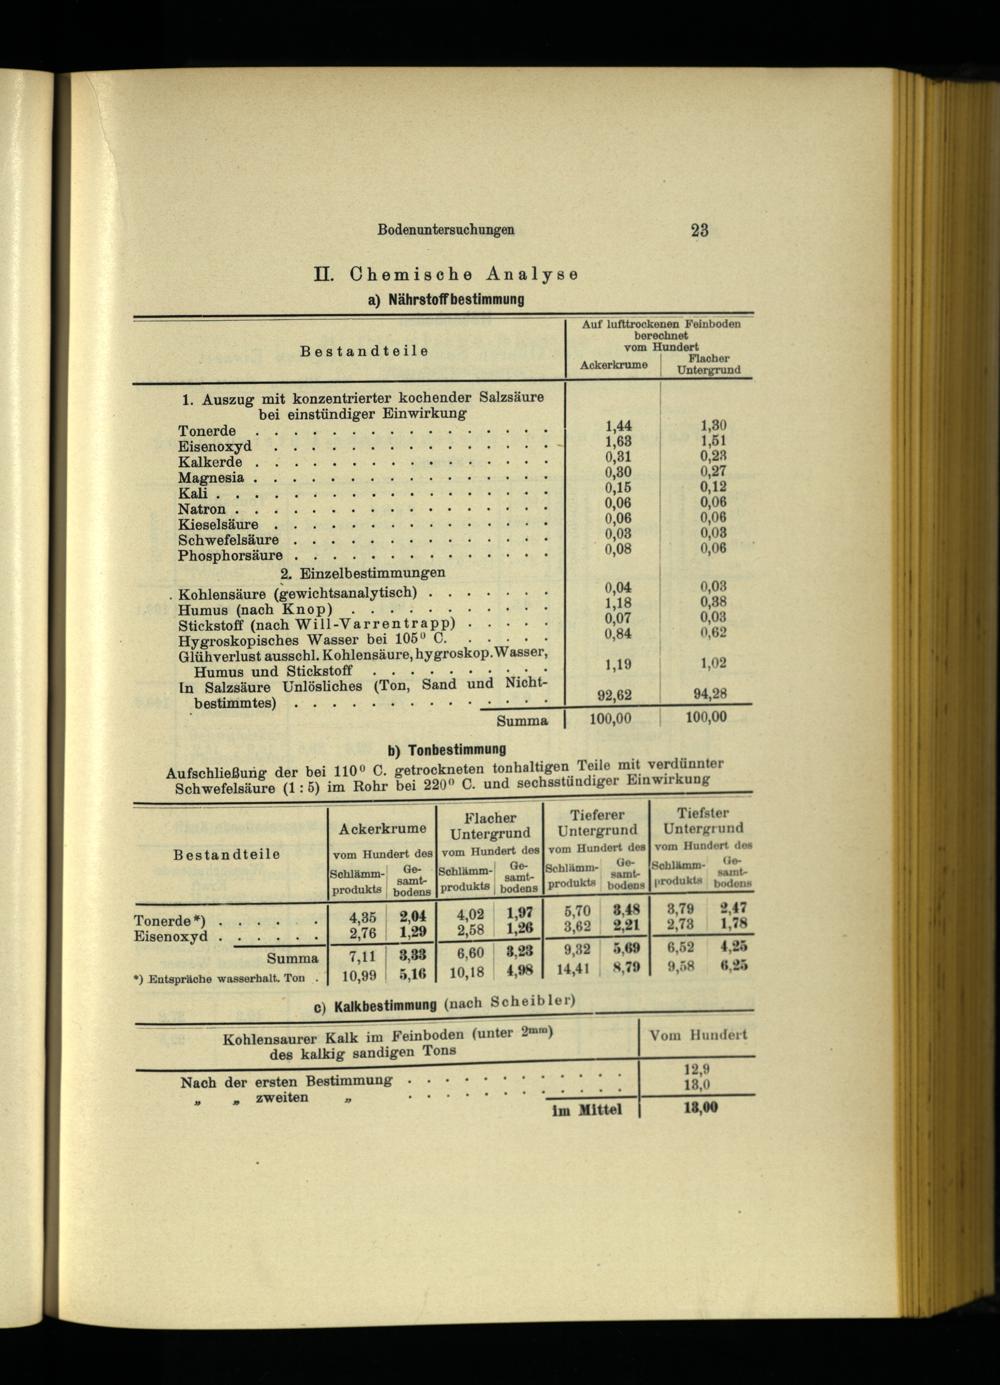 Bodenuntersuchungen 23
II. Chemische Analyse
a) Nährstoffbestimmung
Bestandteile
Auf lufttrockenen Feinboden
berechnet
vom Hundert
Ackerkrume
Flacher
Untergrund
1. Auszug mit konzentrierter kochender Salzsäure
bei einstündiger Einwirkung
Tonerde . . . . . . . . . . . . . . . . 1,44 1,30
Eisenoxyd . . . . . . . . . . . . . . . 1,63 1,51
Kalkerde . . . . . . . . . . . . . . . . 0,31 0,23
Magnesia . . . . . . . . . . . . . . . . 0,30 0,27
Kali . . . . . . . . . . . . . . . . . . 0,15 0,12
Natron . . . . . . . . . . . . . . . . . 0,06 0,06
Kieselsäure . . . . . . . . . . . . . . . 0,06 0,06
Schwefelsäure . . . . . . . . . . . . . . 0,03 0,03
Phosphorsäure . . . . . . . . . . . . . . 0,08 0,06
2. Einzelbestimmungen
Kohlensäure (gewichtsanalytisch) . . . . . . . 0,04 0,03
Humus (nach Knop) . . . . . . . . . . . 1,18 0,38
Stickstoff (nach Will-Varrentrapp) . . . . . 0,07 0,03
Hygroskopisches Wasser bei 105⁰ C. . . . . . 0,84 0,62
Glühverlust ausschl. Kohlensäure, hygroskop. Wasser,
Humus und Stickstoff . . . . . . . . . . 1,19 1,02
In Salzsäure Unlösliches (Ton, Sand und Nicht-
bestimmtes) . . . . . . . . . . . . . . 92,62 94,28
Summa 100,00 100,00
b) Tonbestimmung
Aufschließung der bei 110⁰ C. getrockneten tonhaltigen Teile mit verdünnter
Schwefelsäure (1 : 5) im Rohr bei 220⁰ C. und sechsstündiger Einwirkung
Bestandteile
Ackerkrume
vom Hundert des
Schlämm-
produkts
Ge-
samt-
bodens
Flacher
Untergrund
vom Hundert des
Schlämm-
produkts
Ge-
samt-
bodens
Tieferer
Untergrund
vom Hundert des
Schlämm-
produkts
Ge-
samt-
bodens
Tiefster
Untergrund
vom Hundert des
Schlämm-
produkts
Ge-
samt-
bodens
Tonerde*) . . . . . . 4,35 2,04 4,02 1,97 5,70 3,48 3,79 2,47
Eisenoxyd . . . . . . 2,76 1,29 2,58 1,26 3,62 2,21 2,73 1,78
Summa 7,11 3,33 6,60 3,23 9,32 5,69 6,52 4,25
*) Entspräche wasserhalt. Ton . 10,99 5,16 10,18 4,98 14,41 8,79 9,58 6,25
c) Kalkbestimmung (nach Scheibler)
Kohlensaurer Kalk im Feinboden (unter 2mm)
des kalkig sandigen Tons
Vom Hundert
Nach der ersten Bestimmung . . . . . . . . . . . . 12,9
„ „ zweiten „ . . . . . . . . . . . . 13,0
im Mittel 13,00